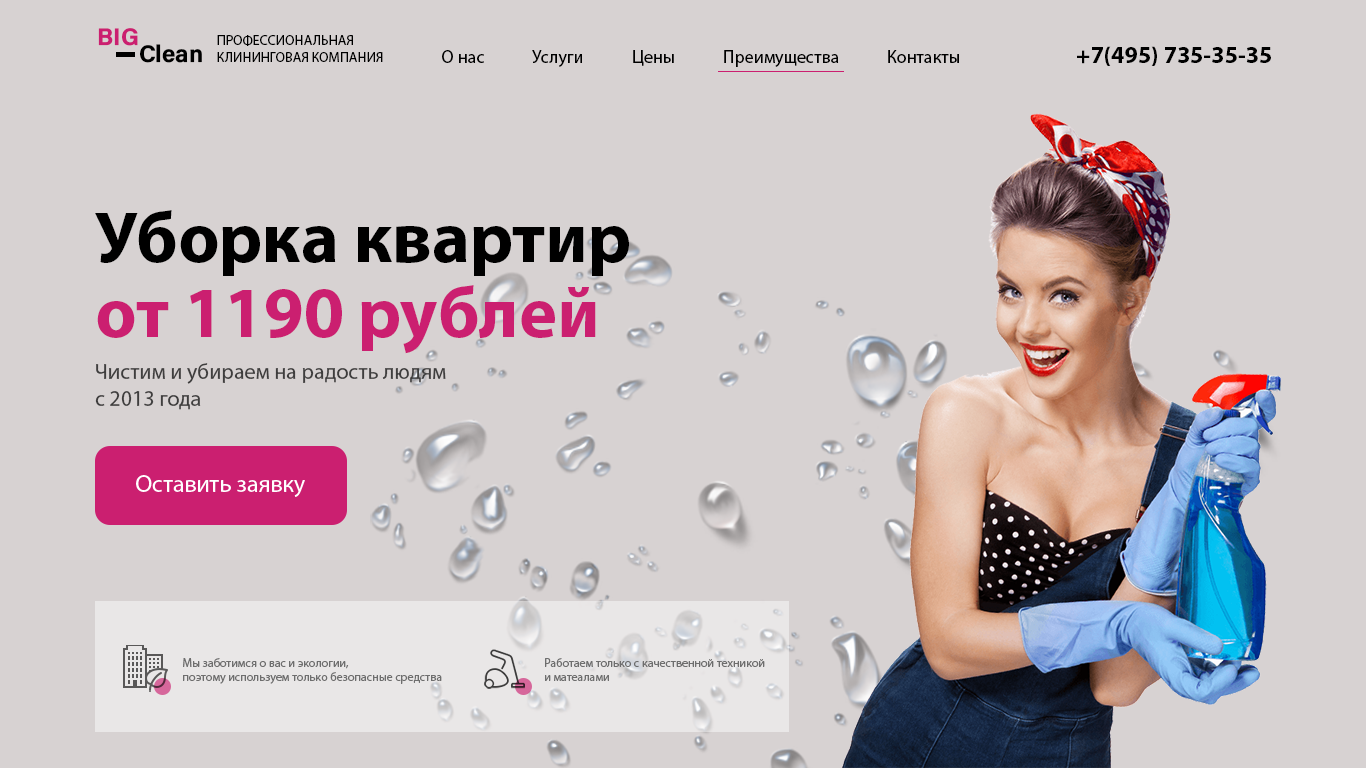 BIG
Clean
ПРОФЕССИОНАЛЬНАЯ
КЛИНИНГОВАЯ КОМПАНИЯ
О нас
Услуги
Цены
Преимущества
Контакты
+7(495) 735-35-35
Уборка квартир
от 1190 рублей
Чистим и убираем на радость людям
с 2013 года
Оставить заявку
Мы заботимся о вас и экологии,
поэтому используем только безопасные средства
Работаем только с качественной техникой
и матеалами